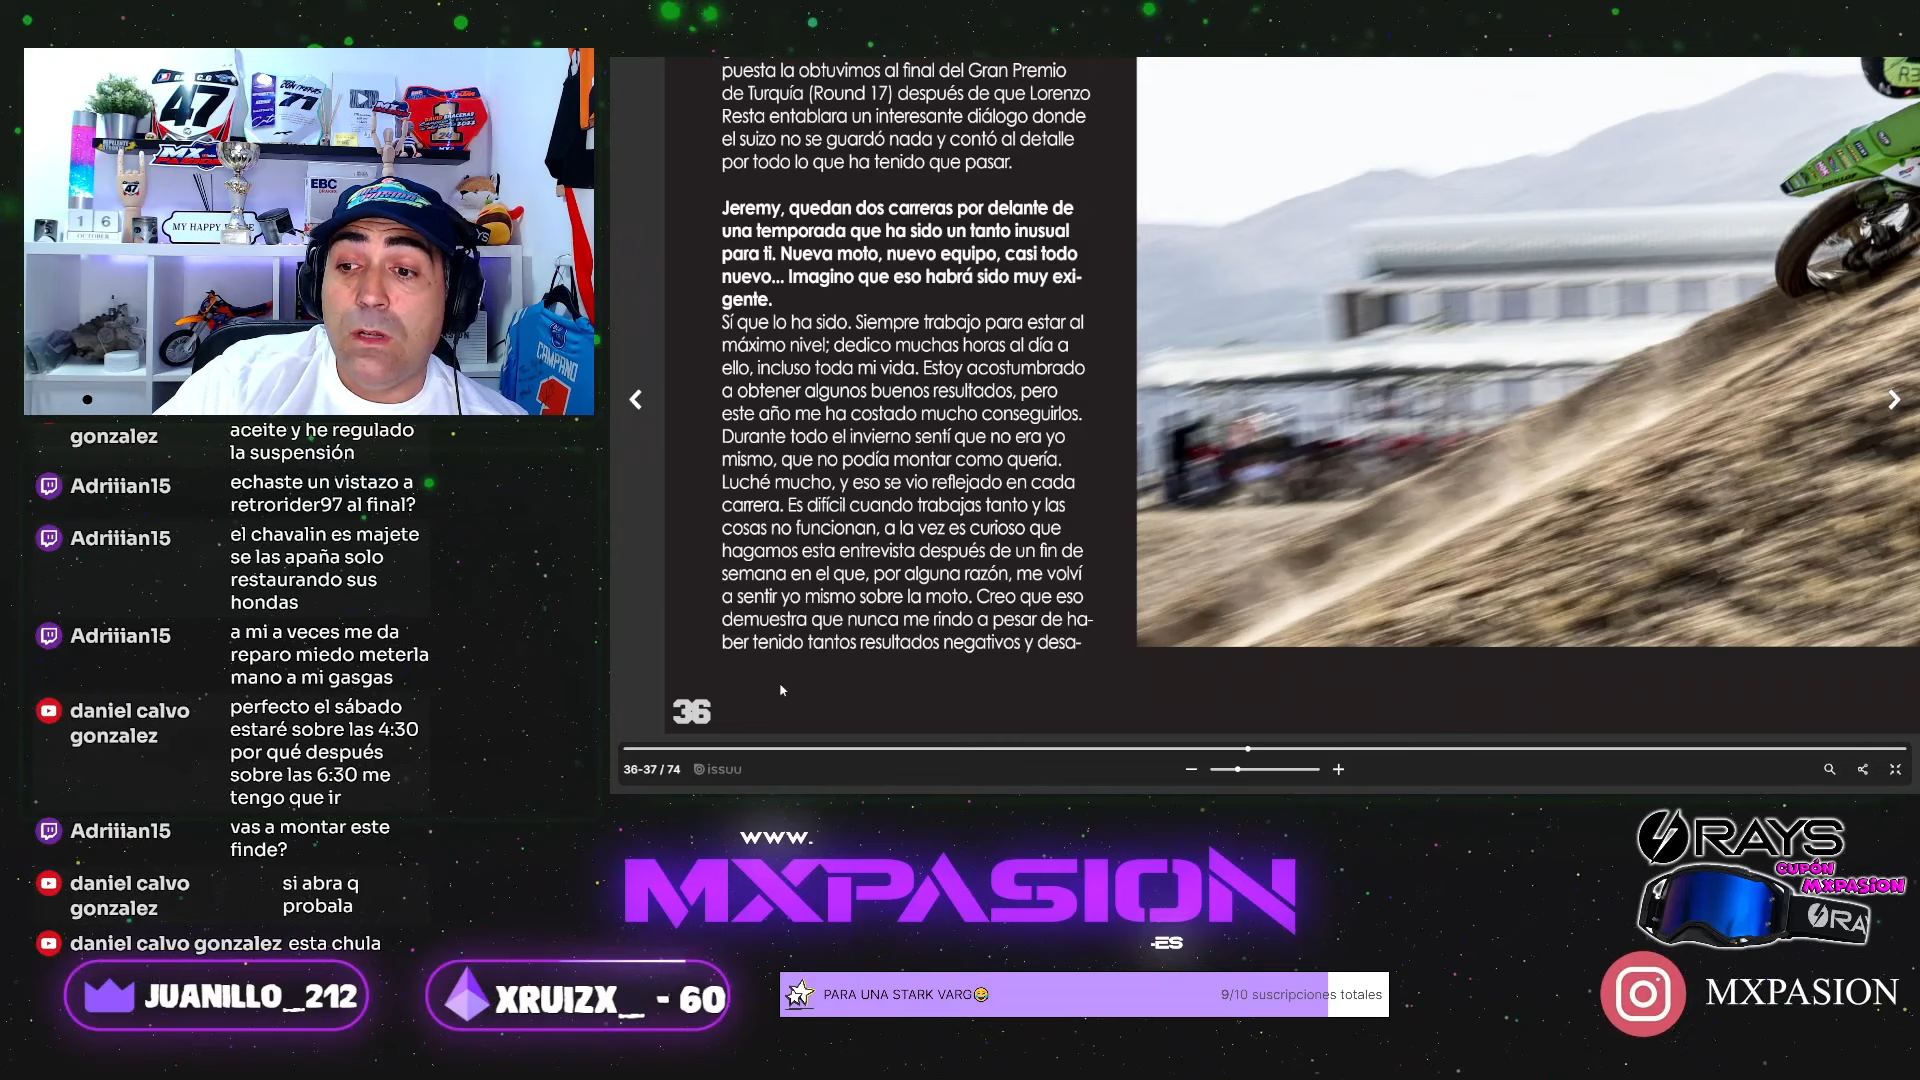 47
71
MX
EBC
47
16
OCTOBER
MY HAPPY
CAMPANO
gonzalez
aceite y he regulado
la suspensión
Adriiian15
echaste un vistazo a
retrorider97 al final?
Adriiian15
el chavalin es majete
se las apaña solo
restaurando sus
hondas
Adriiian15
a mi a veces me da
reparo miedo meterla
mano a mi gasgas
daniel calvo
gonzalez
perfecto el sábado
estaré sobre las 4:30
por qué después
sobre las 6:30 me
tengo que ir
Adriiian15
vas a montar este
finde?
daniel calvo
gonzalez
si abra q
probala
daniel calvo gonzalez esta chula
JUANILLO_212
XRUIZX_ - 60
puesta la obtuvimos al final del Gran Premio
de Turquía (Round 17) después de que Lorenzo
Resta entablara un interesante diálogo donde
el suizo no se guardó nada y contó al detalle
por todo lo que ha tenido que pasar.
Jeremy, quedan dos carreras por delante de
una temporada que ha sido un tanto inusual
para ti. Nueva moto, nuevo equipo, casi todo
nuevo... Imagino que eso habrá sido muy exi-
gente.
Sí que lo ha sido. Siempre trabajo para estar al
máximo nivel; dedico muchas horas al día a
ello, incluso toda mi vida. Estoy acostumbrado
a obtener algunos buenos resultados, pero
este año me ha costado mucho conseguirlos.
Durante todo el invierno sentí que no era yo
mismo, que no podía montar como quería.
Luché mucho, y eso se vio reflejado en cada
carrera. Es difícil cuando trabajas tanto y las
cosas no funcionan, a la vez es curioso que
hagamos esta entrevista después de un fin de
semana en el que, por alguna razón, me volví
a sentir yo mismo sobre la moto. Creo que eso
demuestra que nunca me rindo a pesar de ha-
ber tenido tantos resultados negativos y desa-
36
36-37 / 74
issuu
WWW.
MXPASION
-ES
PARA UNA STARK VARG😂
9/10 suscripciones totales
RAYS
CUPÓN
MXPASION
RA
MXPASION